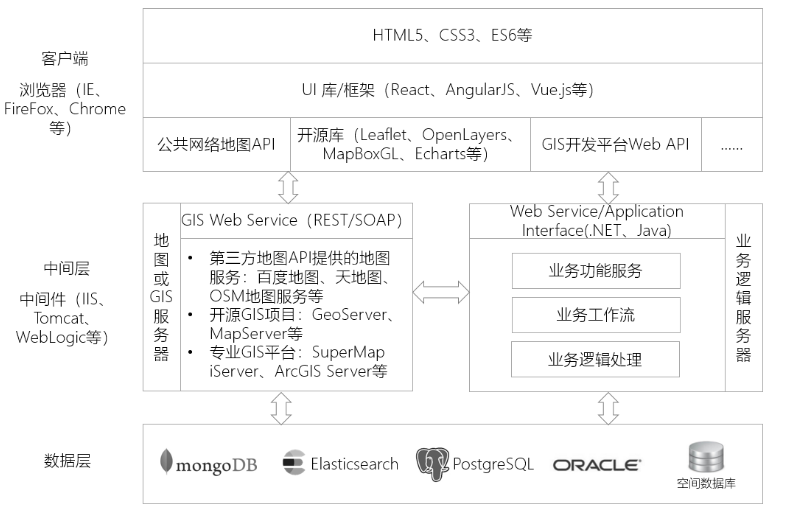 HTML5、CSS3、ES6等
客户端
浏览器（IE、
FireFox、Chrome
等）
UI 库/框架（React、AngularJS、Vue.js等）
公共网络地图API
开源库（Leaflet、OpenLayers、
MapBoxGL、Echarts等）
GIS开发平台Web API
......
中间层
中间件（IIS、
Tomcat、
WebLogic等）
地
图
或
GIS
服
务
器
GIS Web Service（REST/SOAP）
• 第三方地图API提供的地图
服务：百度地图、天地图、
OSM地图服务等
• 开源GIS项目：GeoServer、
MapServer等
• 专业GIS平台：SuperMap
iServer、ArcGIS Server等
Web Service/Application
Interface(.NET、Java)
业务功能服务
业务工作流
业务逻辑处理
业
务
逻
辑
服
务
器
数据层
mongoDB
Elasticsearch
PostgreSQL
ORACLE
空间数据库